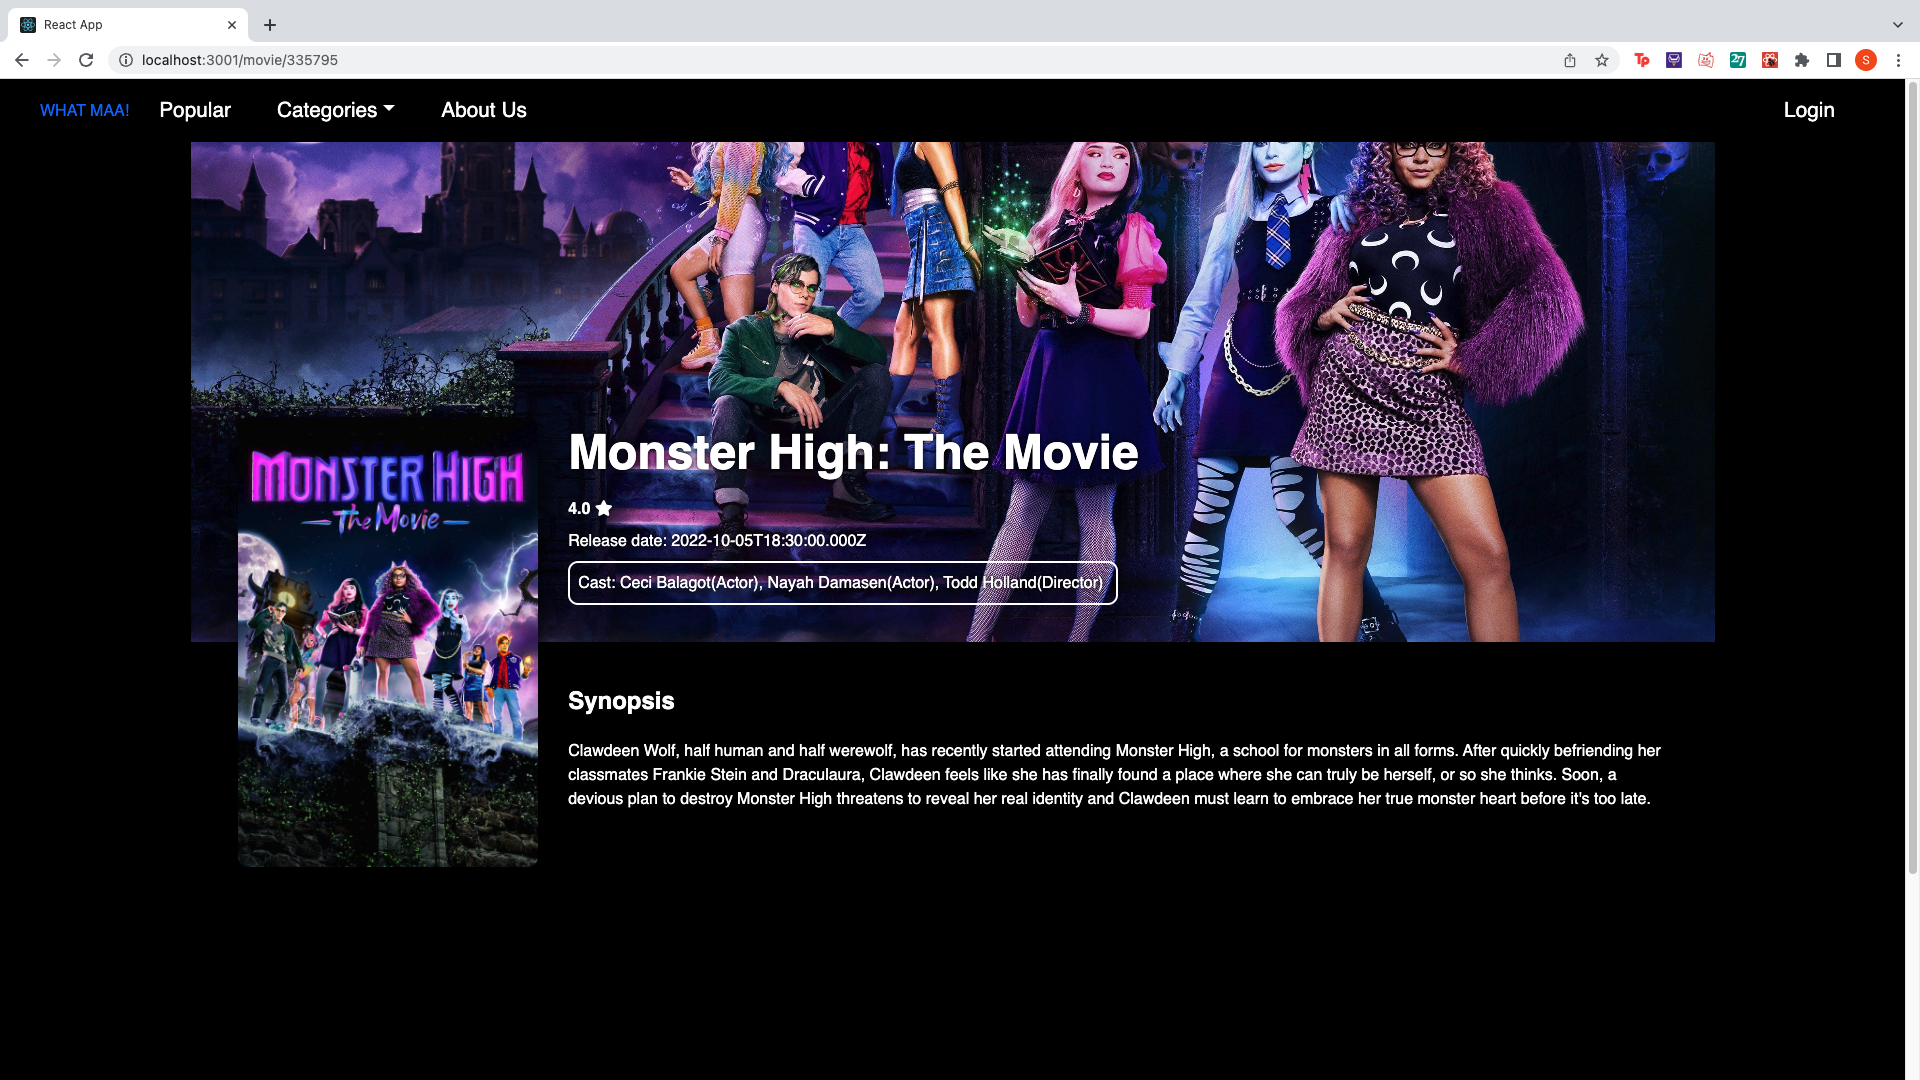 React App
localhost:3001/movie/335795
Tp
27
S
WHAT MAA!
Popular
Categories
About Us
Login
Monster High: The Movie
4.0
Release date: 2022-10-05T18:30:00.000Z
Cast: Ceci Balagot(Actor), Nayah Damasen(Actor), Todd Holland(Director)
MONSTER HIGH
The Movie
Synopsis
Clawdeen Wolf, half human and half werewolf, has recently started attending Monster High, a school for monsters in all forms. After quickly befriending her
classmates Frankie Stein and Draculaura, Clawdeen feels like she has finally found a place where she can truly be herself, or so she thinks. Soon, a
devious plan to destroy Monster High threatens to reveal her real identity and Clawdeen must learn to embrace her true monster heart before it's too late.